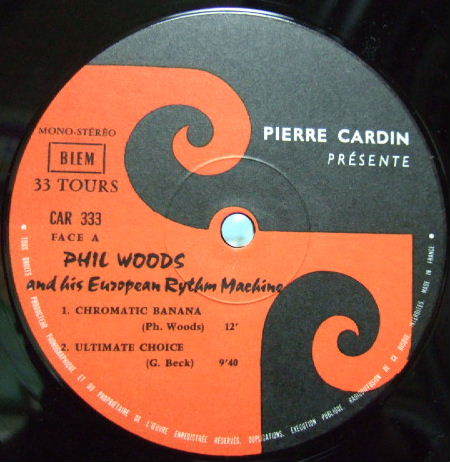 PIERRE CARDIN
PRÉSENTE
MONO-STÉRÉO
BIEM
33 TOURS
CAR 333
FACE A
PHIL WOODS
and his European Rythm Machine
1. CHROMATIC BANANA
(Ph. Woods) 12'
2. ULTIMATE CHOICE
(G. Beck) 9'40
TOUS DROITS DU PRODUCTEUR PHONOGRAPHIQUE ET DU PROPRIÉTAIRE DE L'ŒUVRE ENREGISTRÉE RÉSERVÉS. DUPLICATIONS, EXÉCUTION PUBLIQUE, RADIODIFFUSION DE CE DISQUE INTERDITES. MADE IN FRANCE